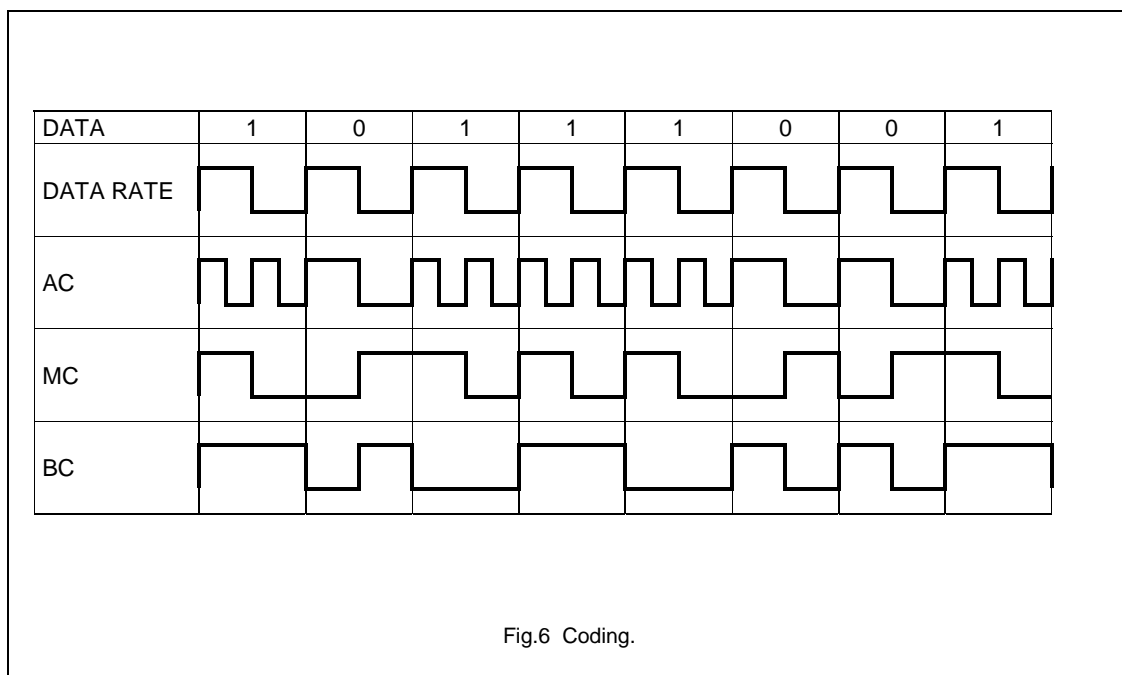 DATA 1 0 1 1 1 0 0 1
DATA RATE
AC
MC
BC
Fig.6 Coding.